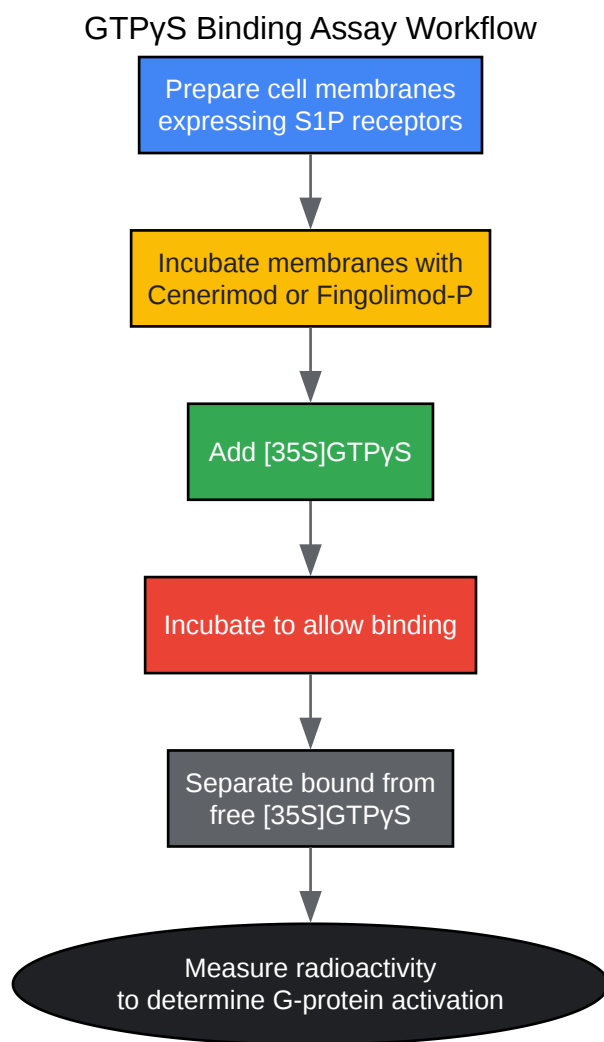 GTPγS Binding Assay Workflow
Prepare cell membranes
expressing S1P receptors
Incubate membranes with
Cenerimod or Fingolimod-P
Add [35S]GTPγS
Incubate to allow binding
Separate bound from
free [35S]GTPγS
Measure radioactivity
to determine G-protein activation